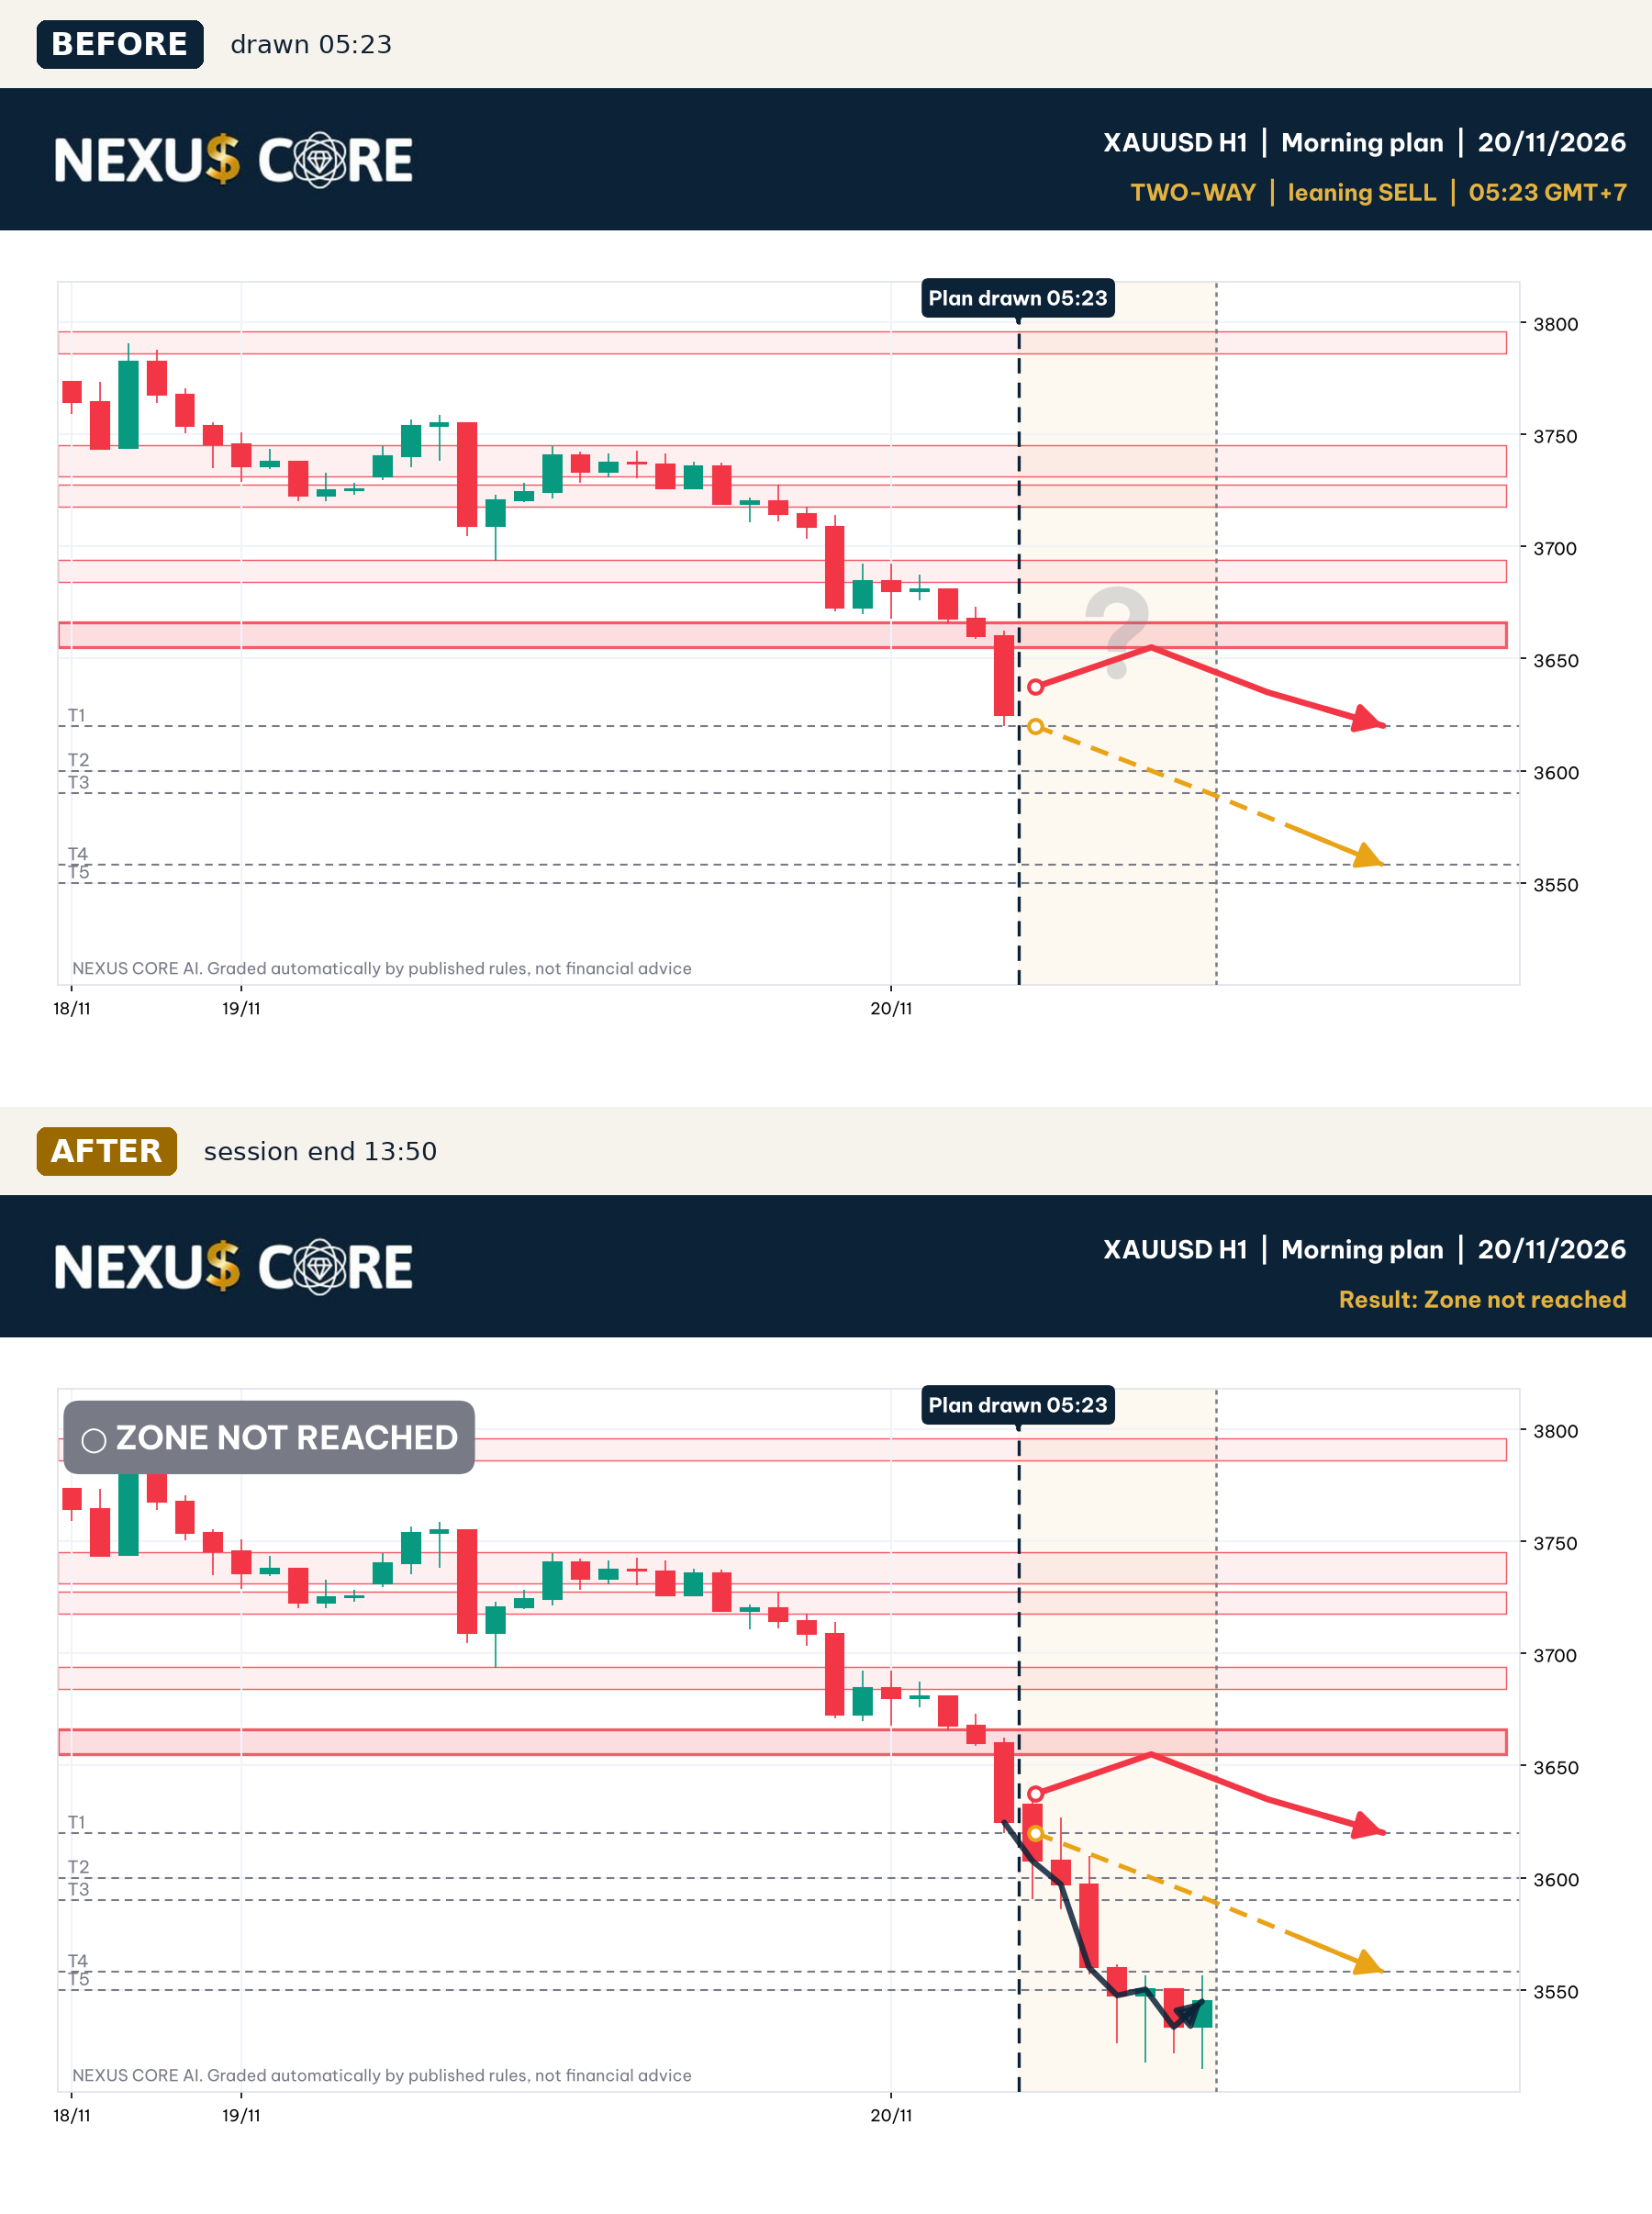 BEFORE drawn 05:23
NEXU$ CORE
XAUUSD H1 | Morning plan | 20/11/2026
TWO-WAY | leaning SELL | 05:23 GMT+7
Plan drawn 05:23
3800
3750
3700
?
3650
T1
T2
3600
T3
T4
T5
3550
NEXUS CORE AI. Graded automatically by published rules, not financial advice
18/11 19/11 20/11
AFTER session end 13:50
NEXU$ CORE
XAUUSD H1 | Morning plan | 20/11/2026
Result: Zone not reached
Plan drawn 05:23
ZONE NOT REACHED
3800
3750
3700
3650
T1
T2
3600
T3
T4
T5
3550
NEXUS CORE AI. Graded automatically by published rules, not financial advice
18/11 19/11 20/11